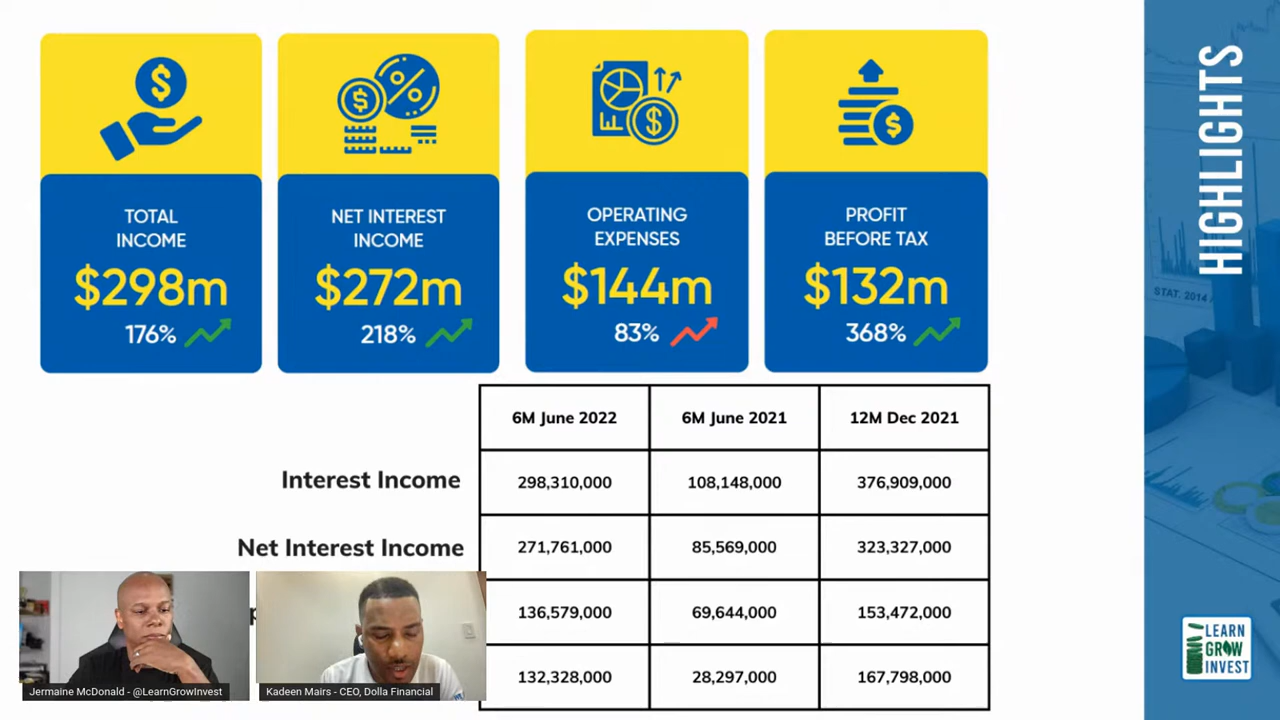 TOTAL
INCOME
$298m
176%
NET INTEREST
INCOME
$272m
218%
OPERATING
EXPENSES
$144m
83%
PROFIT
BEFORE TAX
$132m
368%
HIGHLIGHTS
STAT. 2014
6M June 2022 6M June 2021 12M Dec 2021
Interest Income 298,310,000 108,148,000 376,909,000
Net Interest Income 271,761,000 85,569,000 323,327,000
136,579,000 69,644,000 153,472,000
132,328,000 28,297,000 167,798,000
Jermaine McDonald - @LearnGrowInvest
Kadeen Mairs - CEO, Dolla Financial
LEARN
GROW
INVEST